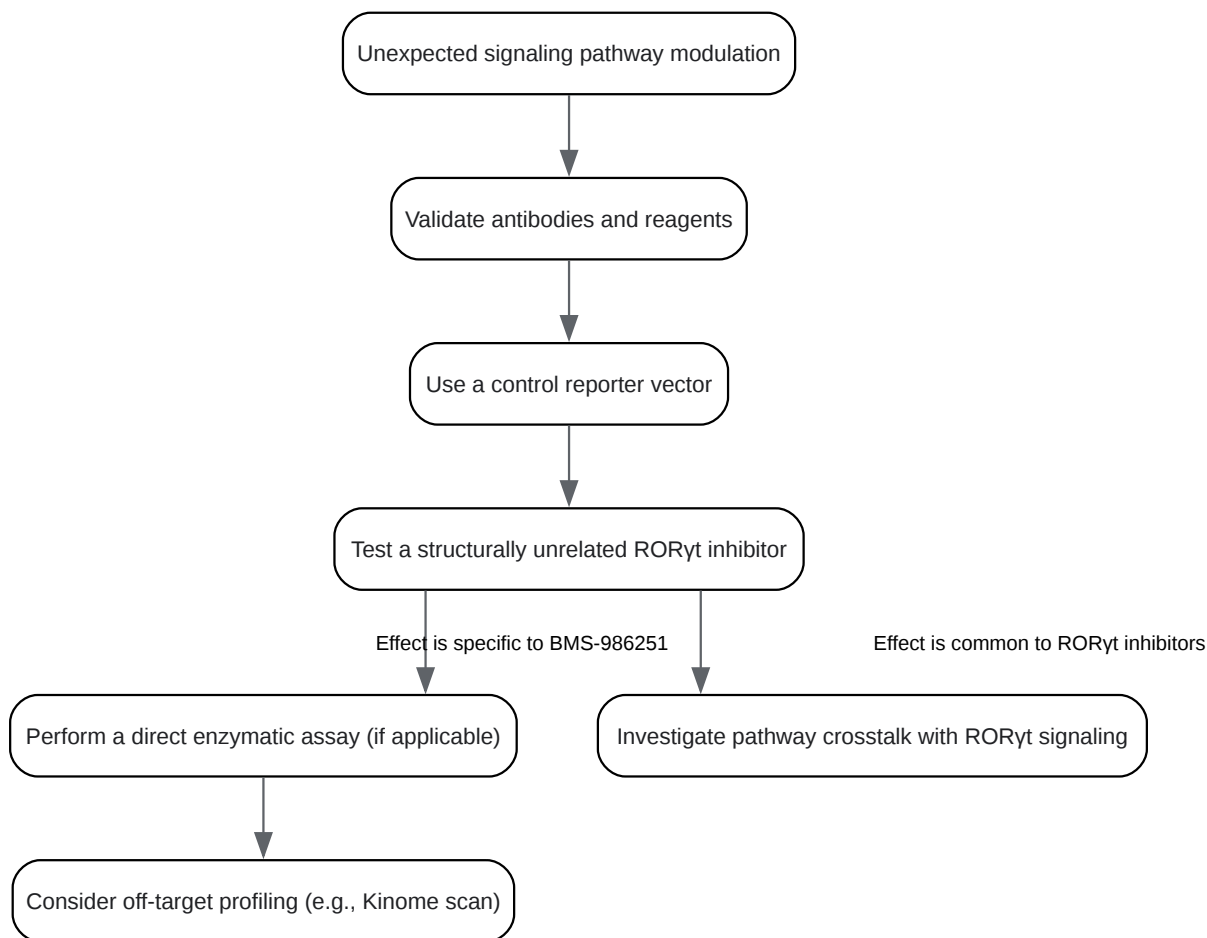 Unexpected signaling pathway modulation
Validate antibodies and reagents
Use a control reporter vector
Test a structurally unrelated RORγt inhibitor
Effect is specific to BMS-986251
Effect is common to RORγt inhibitors
Perform a direct enzymatic assay (if applicable)
Investigate pathway crosstalk with RORγt signaling
Consider off-target profiling (e.g., Kinome scan)